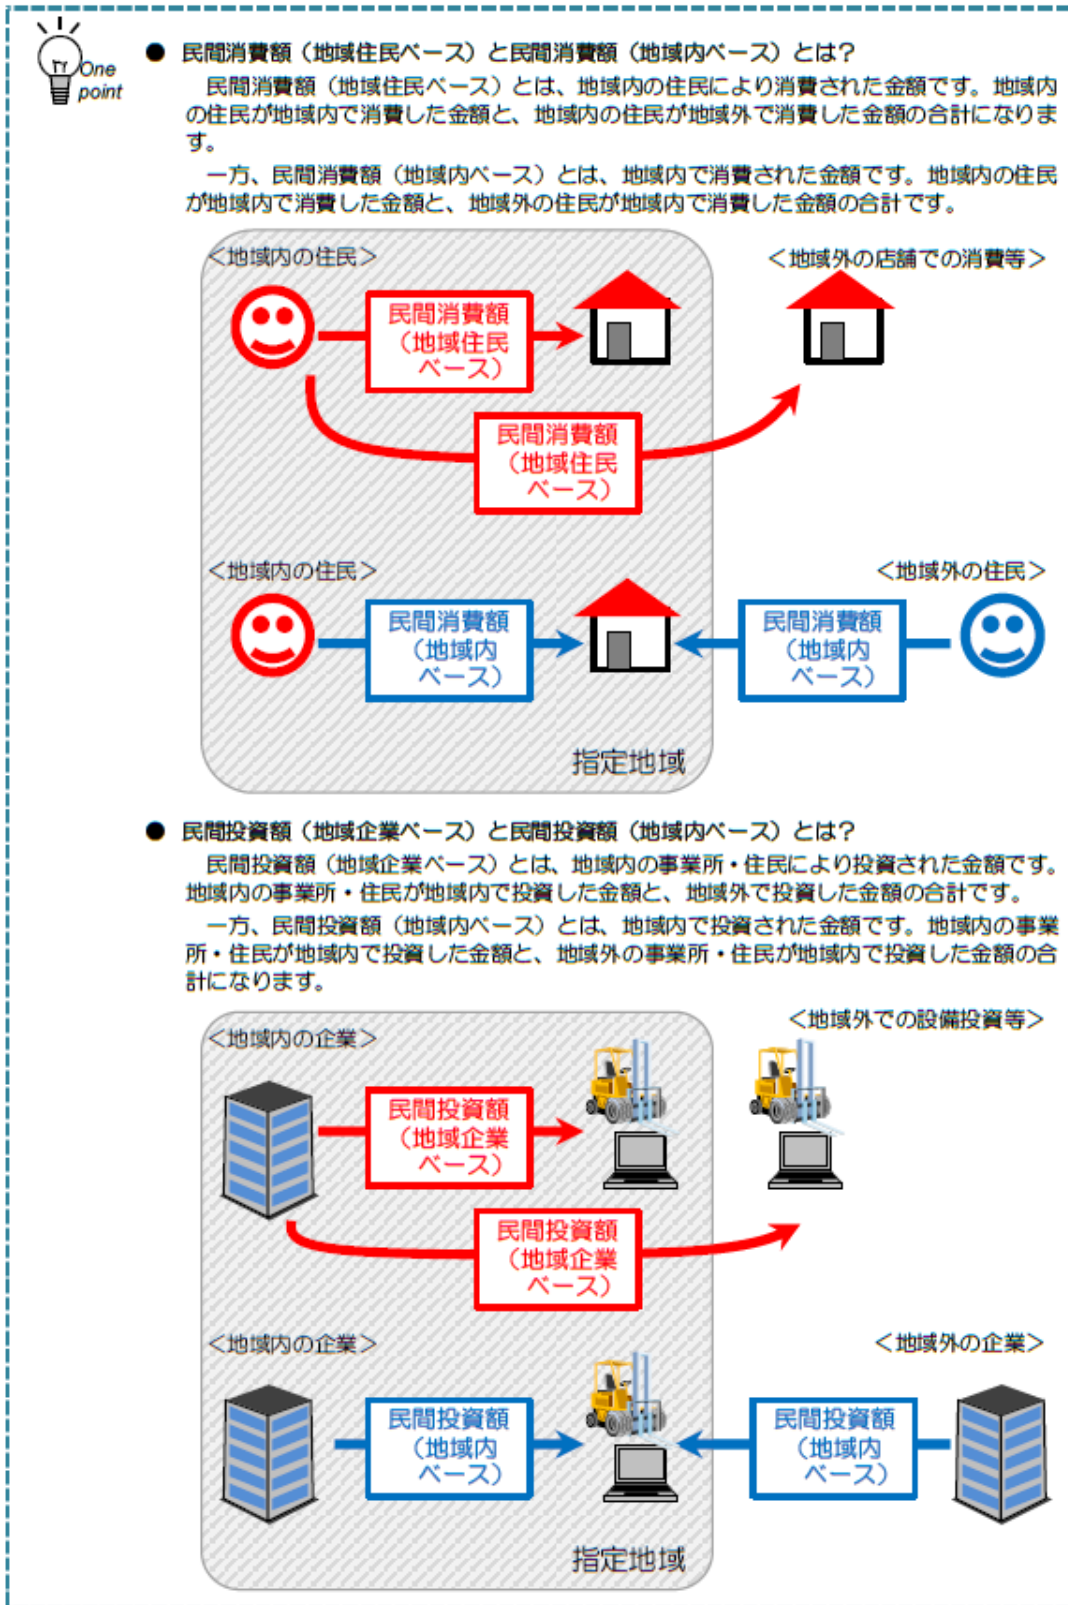 One
point
● 民間消費額（地域住民ベース）と民間消費額（地域内ベース）とは？
民間消費額（地域住民ベース）とは、地域内の住民により消費された金額です。地域内
の住民が地域内で消費した金額と、地域内の住民が地域外で消費した金額の合計になりま
す。
一方、民間消費額（地域内ベース）とは、地域内で消費された金額です。地域内の住民
が地域内で消費した金額と、地域外の住民が地域内で消費した金額の合計です。
＜地域内の住民＞
＜地域外の店舗での消費等＞
民間消費額
（地域住民
ベース）
民間消費額
（地域住民
ベース）
＜地域内の住民＞
＜地域外の住民＞
民間消費額
（地域内
ベース）
民間消費額
（地域内
ベース）
指定地域
● 民間投資額（地域企業ベース）と民間投資額（地域内ベース）とは？
民間投資額（地域企業ベース）とは、地域内の事業所・住民により投資された金額です。
地域内の事業所・住民が地域内で投資した金額と、地域外で投資した金額の合計です。
一方、民間投資額（地域内ベース）とは、地域内で投資された金額です。地域内の事業
所・住民が地域内で投資した金額と、地域外の事業所・住民が地域内で投資した金額の合
計になります。
＜地域外での設備投資等＞
＜地域内の企業＞
民間投資額
（地域企業
ベース）
民間投資額
（地域企業
ベース）
＜地域内の企業＞
＜地域外の企業＞
民間投資額
（地域内
ベース）
民間投資額
（地域内
ベース）
指定地域